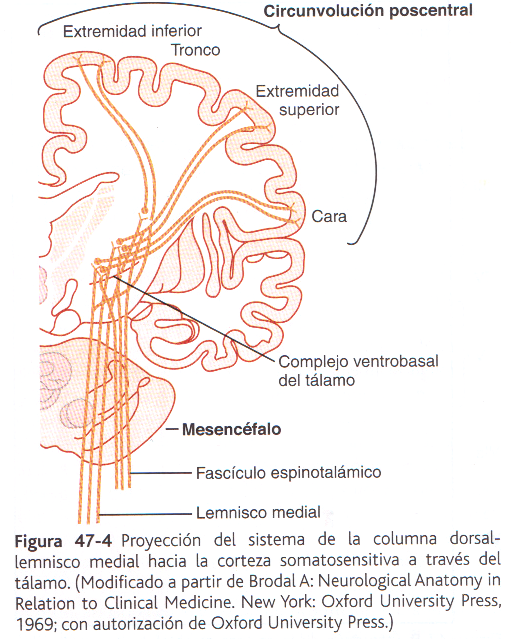 Circunvolución poscentral
Extremidad inferior
Tronco
Extremidad
superior
Cara
Complejo ventrobasal
del tálamo
Mesencéfalo
Fascículo espinotalámico
Lemnisco medial
Figura 47-4 Proyección del sistema de la columna dorsal-
lemnisco medial hacia la corteza somatosensitiva a través del
tálamo. (Modificado a partir de Brodal A: Neurological Anatomy in
Relation to Clinical Medicine. New York: Oxford University Press,
1969; con autorización de Oxford University Press.)